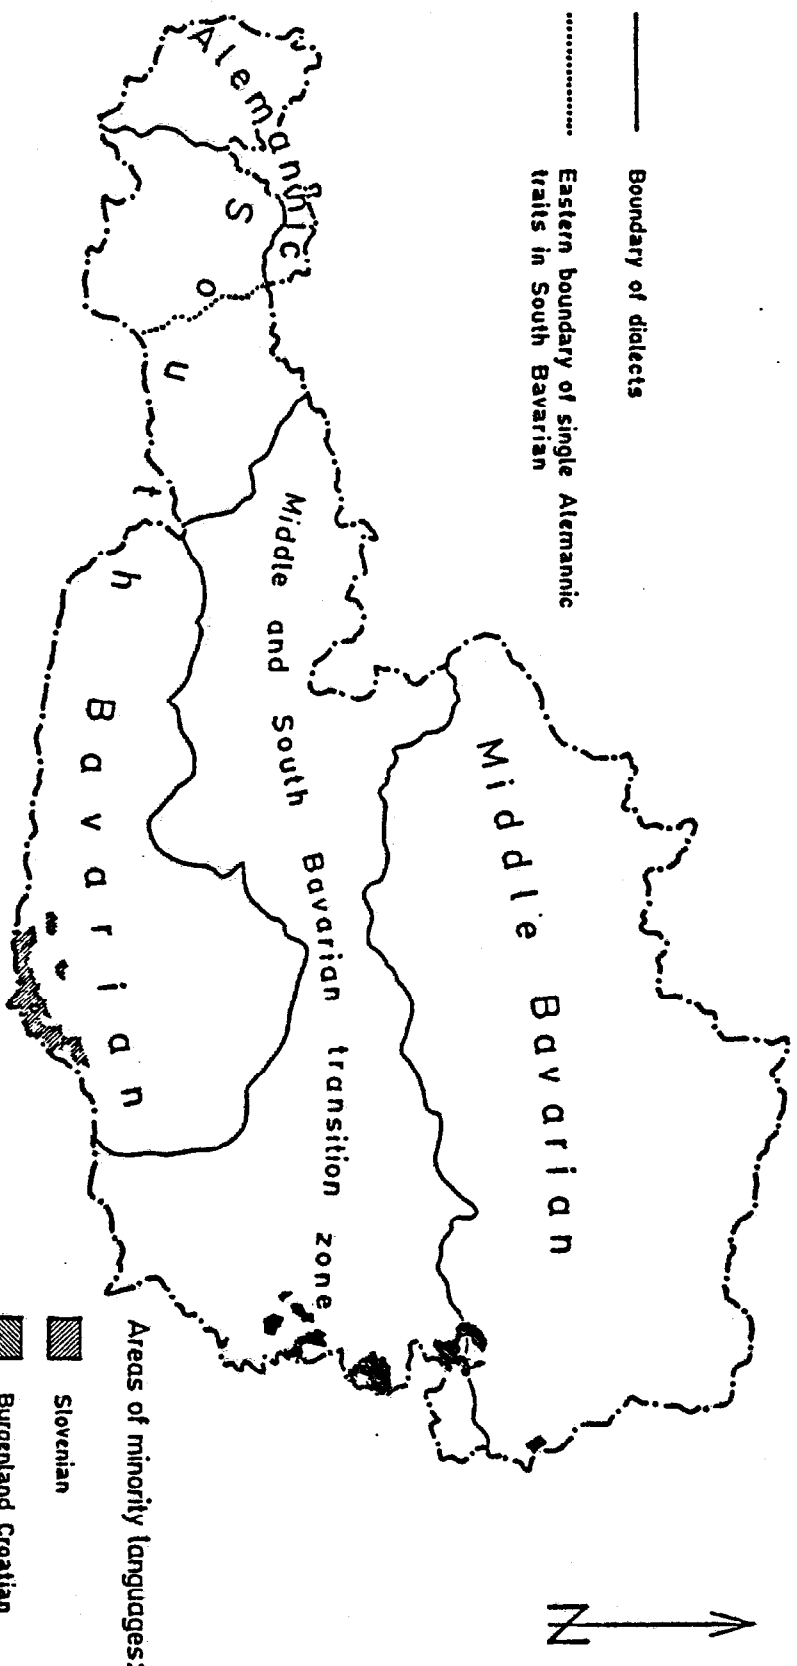 Boundary of dialects
Eastern boundary of single Alemannic
traits in South Bavarian
Alemannic
Middle Bavarian
Middle and South Bavarian transition zone
South Bavarian
Areas of minority languages:
Slovenian
Burgenland Croatian
N